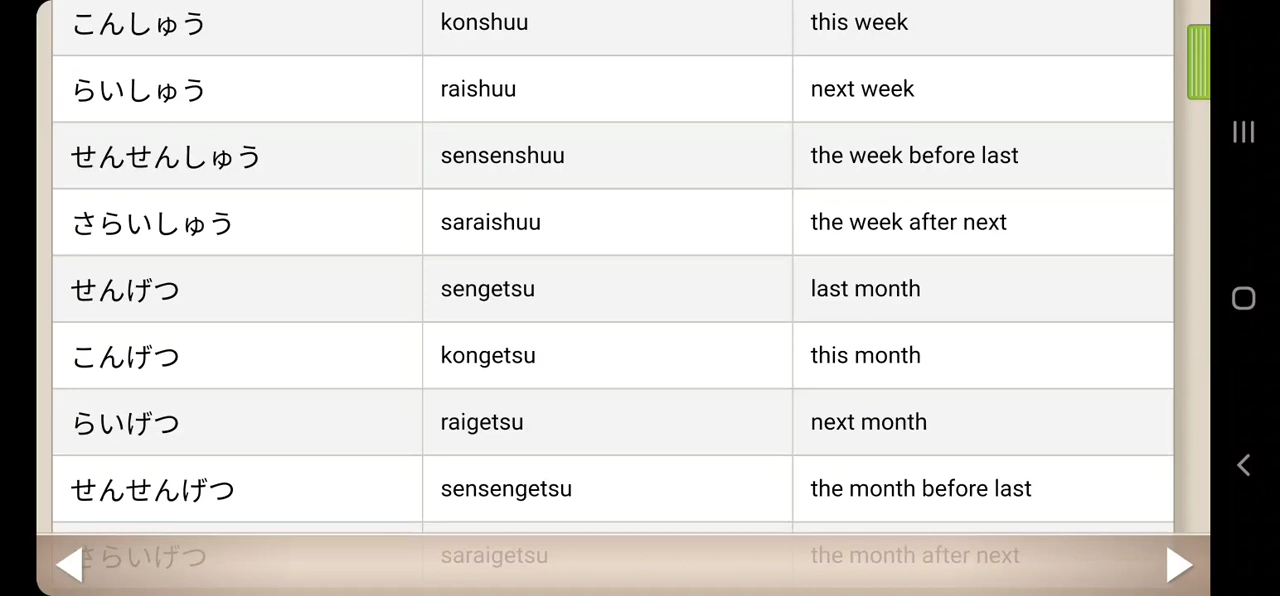 こんしゅう konshuu this week
らいしゅう raishuu next week
せんせんしゅう sensenshuu the week before last
さらいしゅう saraishuu the week after next
せんげつ sengetsu last month
こんげつ kongetsu this month
らいげつ raigetsu next month
せんせんげつ sensengetsu the month before last
さらいげつ saraigetsu the month after next